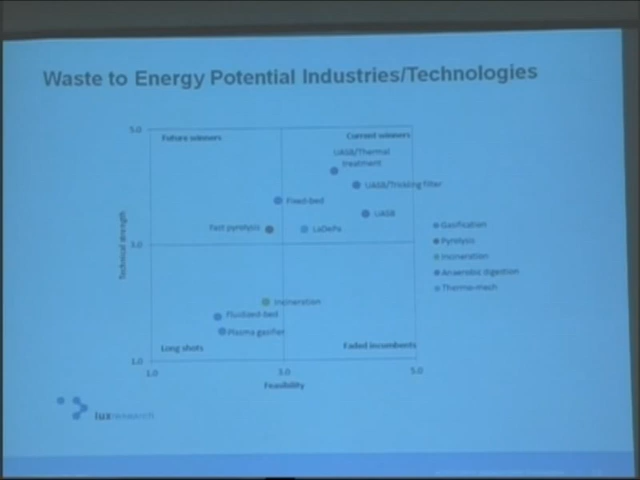 Waste to Energy Potential Industries/Technologies
5.0
Future winners
Current winners
UASB/Thermal
treatment
UASB/Trickling filter
Fixed-bed
UASB
Fast pyrolysis
LaDePa
Gasification
Pyrolysis
Incineration
Anaerobic digestion
Thermo-mech
Technical strength
3.0
Incineration
Fluidized-bed
Plasma gasifier
Long shots
Faded incumbents
1.0
1.0
3.0
5.0
Feasibility
luxresearch